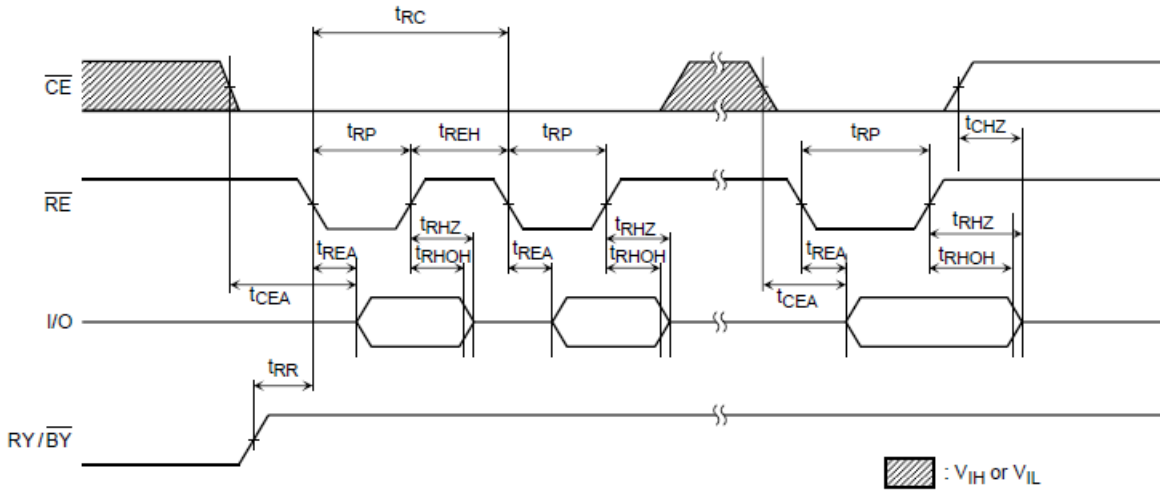 tRC
CE
tCHZ
tRP tREH tRP tRP
RE
tRHZ tRHZ tRHZ
tREA tREA tREA
tRHOH tRHOH tRHOH
tCEA tCEA
I/O
tRR
RY/BY
: VIH or VIL